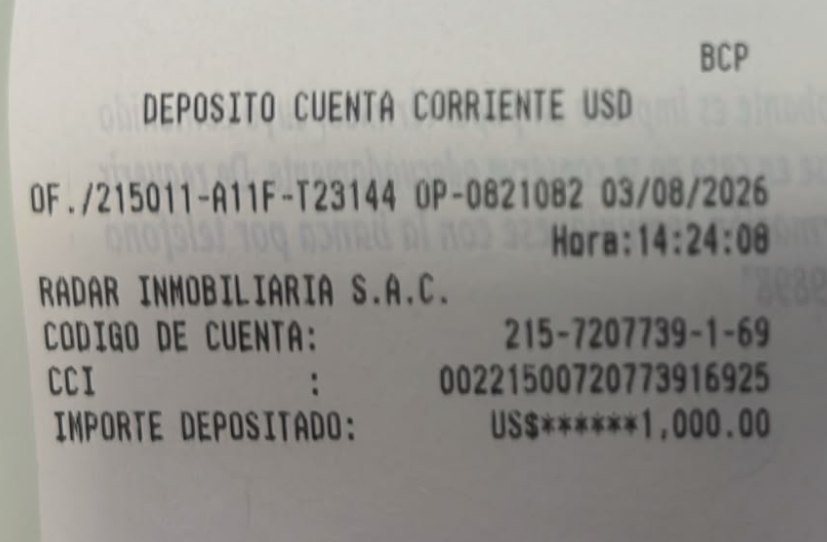 BCP
DEPOSITO CUENTA CORRIENTE USD
OF./215011-A11F-T23144 OP-0821082 03/08/2026
Hora:14:24:08
RADAR INMOBILIARIA S.A.C.
CODIGO DE CUENTA: 215-7207739-1-69
CCI : 00221500720773916925
IMPORTE DEPOSITADO: US$******1,000.00